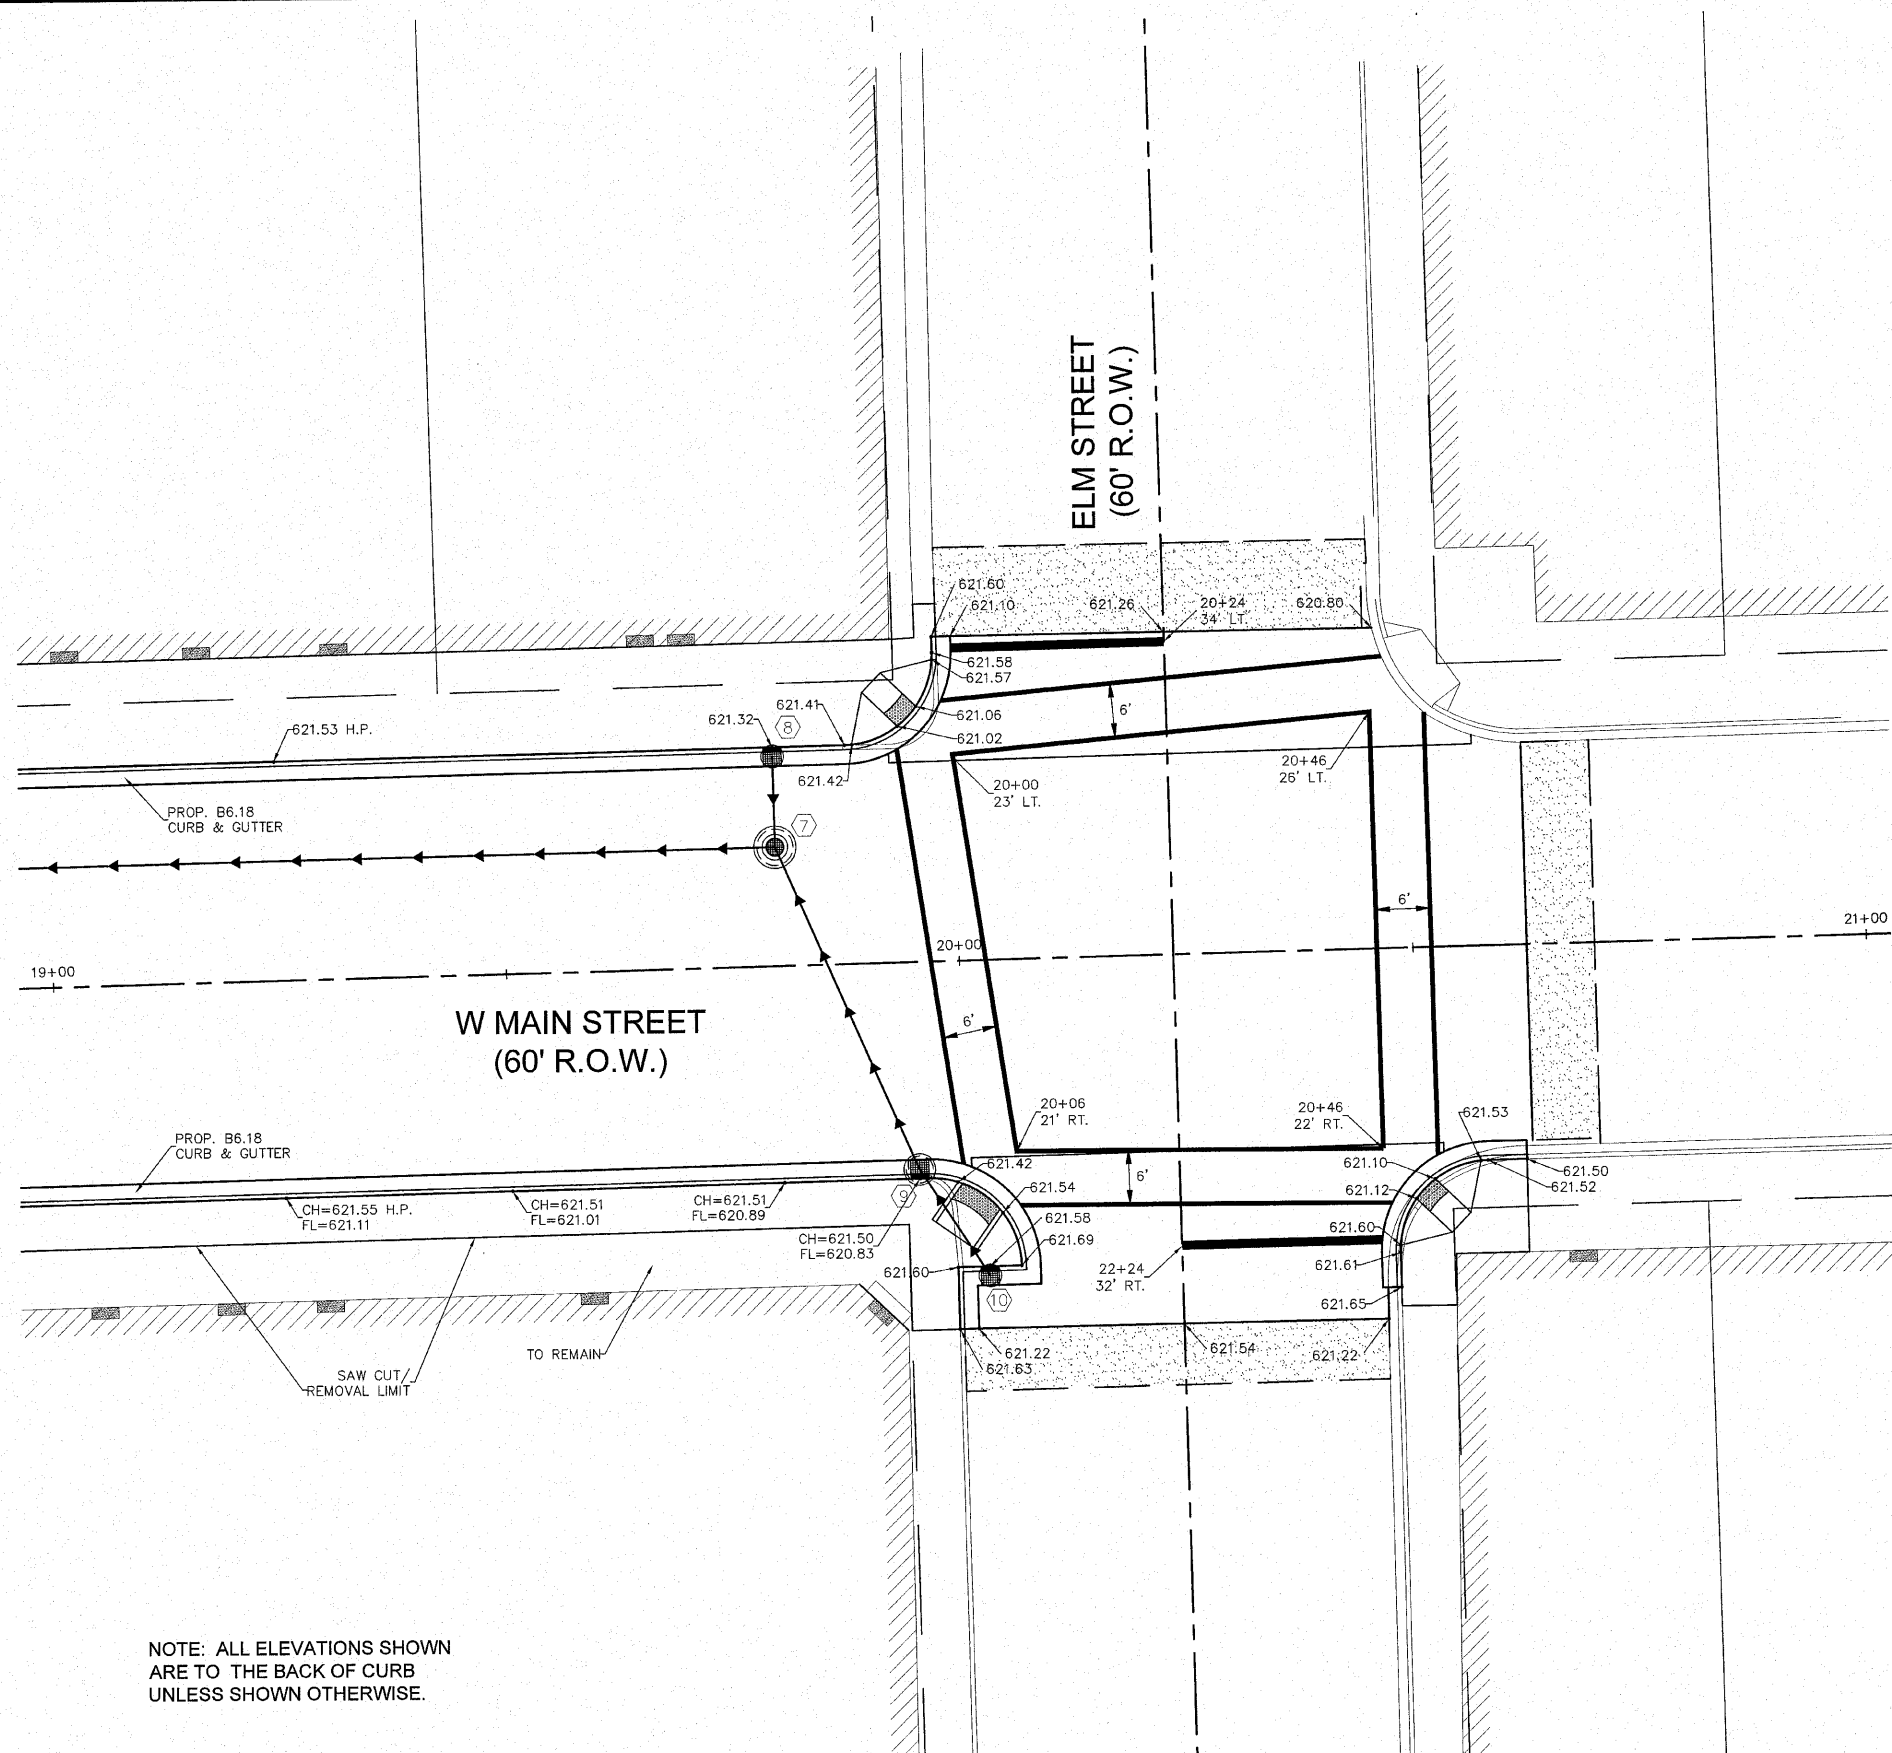 ELM STREET
(60' R.O.W.)
621.60
621.10
621.26
20+24
34' LT.
620.80
621.58
621.57
621.41
621.32
8
621.06
621.02
6'
621.53 H.P.
621.42
20+00
23' LT.
20+46
26' LT.
PROP. B6.18
CURB & GUTTER
7
6'
21+00
20+00
19+00
W MAIN STREET
(60' R.O.W.)
6'
20+06
21' RT.
20+46
22' RT.
621.53
PROP. B6.18
CURB & GUTTER
621.42
6'
621.10
621.50
621.52
621.54
621.12
9
CH=621.55 H.P.
FL=621.11
CH=621.51
FL=621.01
CH=621.51
FL=620.89
CH=621.50
FL=620.83
621.58
621.69
621.60
621.60
621.61
22+24
32' RT.
10
621.65
TO REMAIN
621.22
621.63
621.54
621.22
SAW CUT/
REMOVAL LIMIT
NOTE: ALL ELEVATIONS SHOWN
ARE TO THE BACK OF CURB
UNLESS SHOWN OTHERWISE.